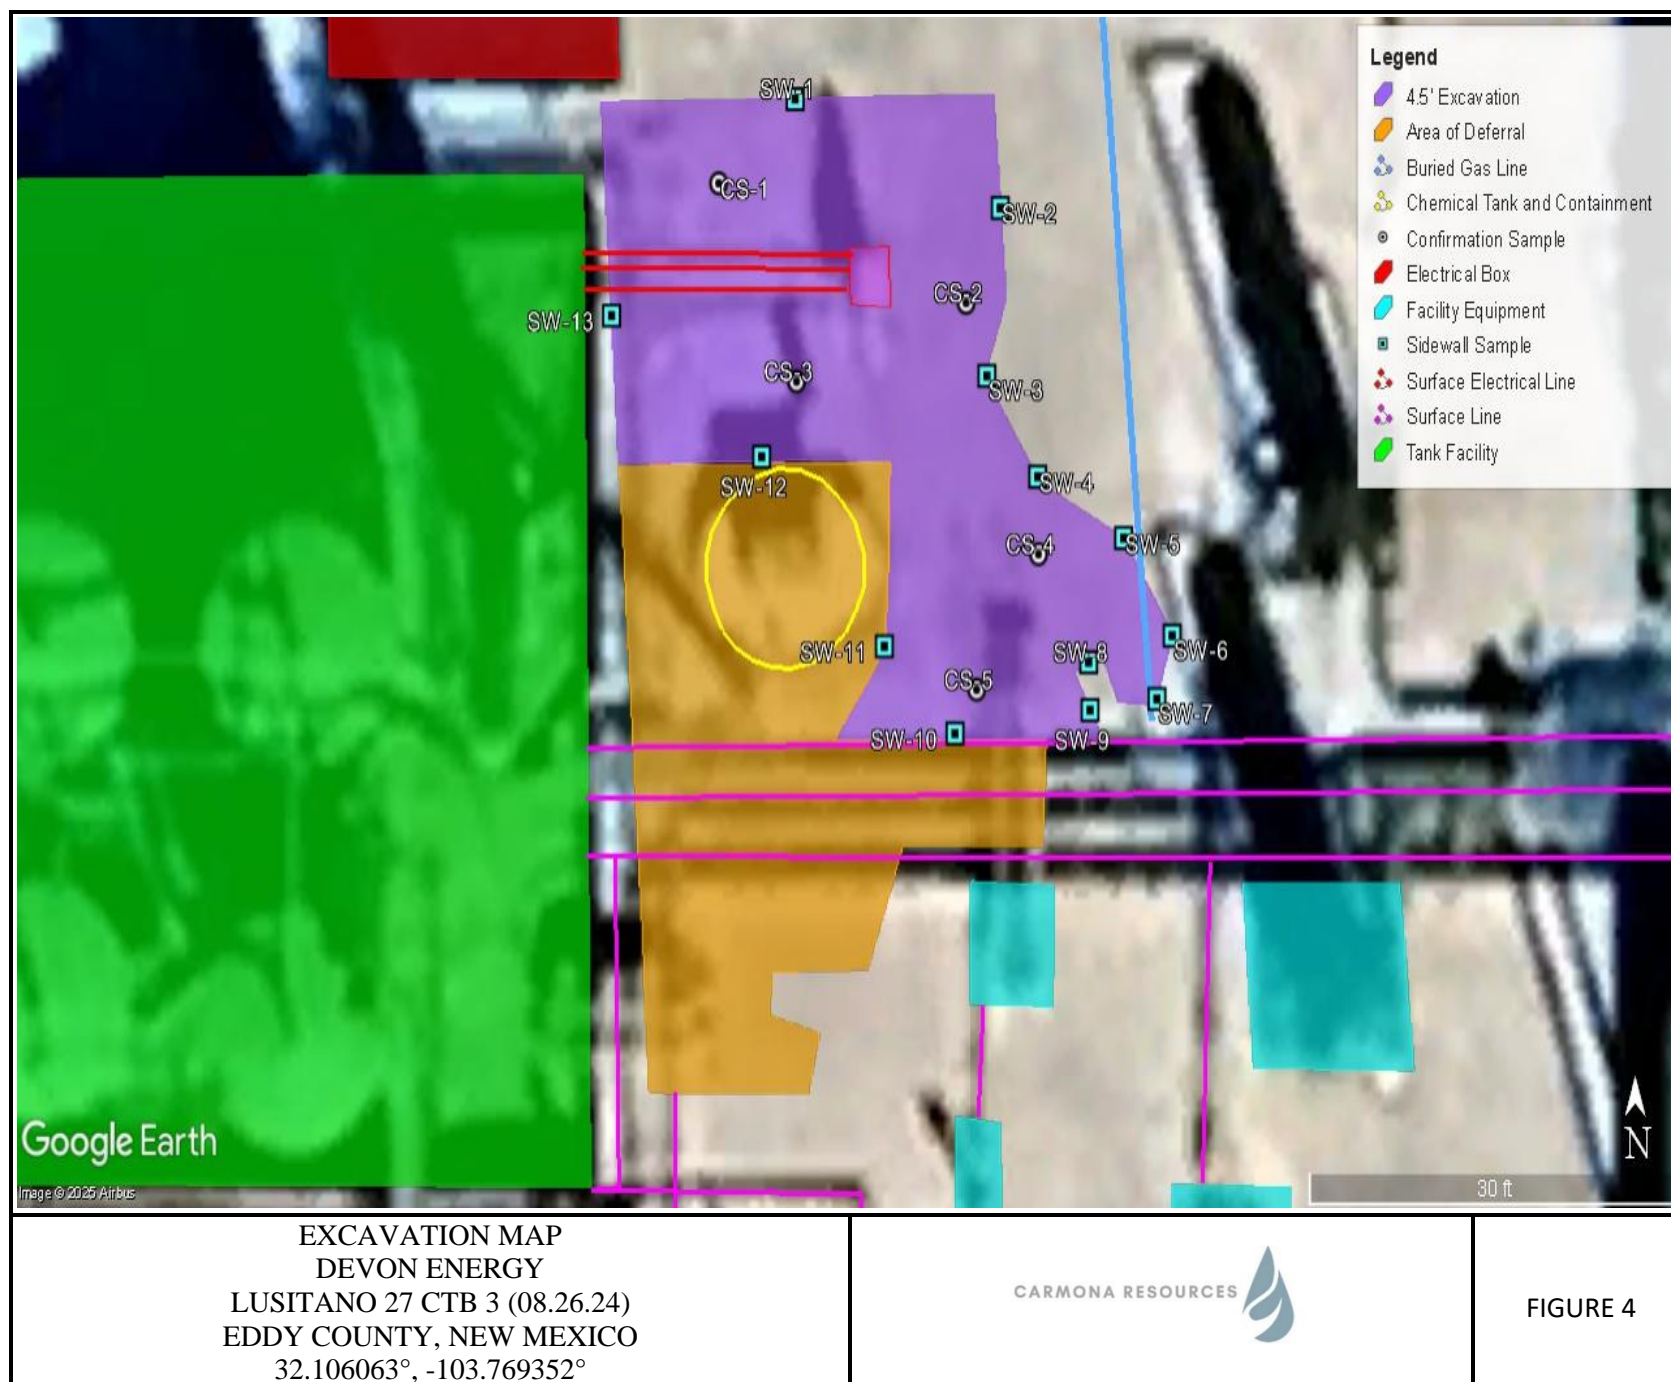 Legend
4.5' Excavation
Area of Deferral
Buried Gas Line
Chemical Tank and Containment
Confirmation Sample
Electrical Box
Facility Equipment
Sidewall Sample
Surface Electrical Line
Surface Line
Tank Facility
SW-1
CS-1
SW-2
CS-2
SW-13
CS-3
SW-3
SW-12
SW-4
CS-4
SW-5
SW-11
SW-8
SW-6
CS-5
SW-7
SW-10
SW-9
Google Earth
Image © 2025 Airbus
N
30 ft
EXCAVATION MAP
DEVON ENERGY
LUSITANO 27 CTB 3 (08.26.24)
EDDY COUNTY, NEW MEXICO
32.106063°, -103.769352°
CARMONA RESOURCES
FIGURE 4